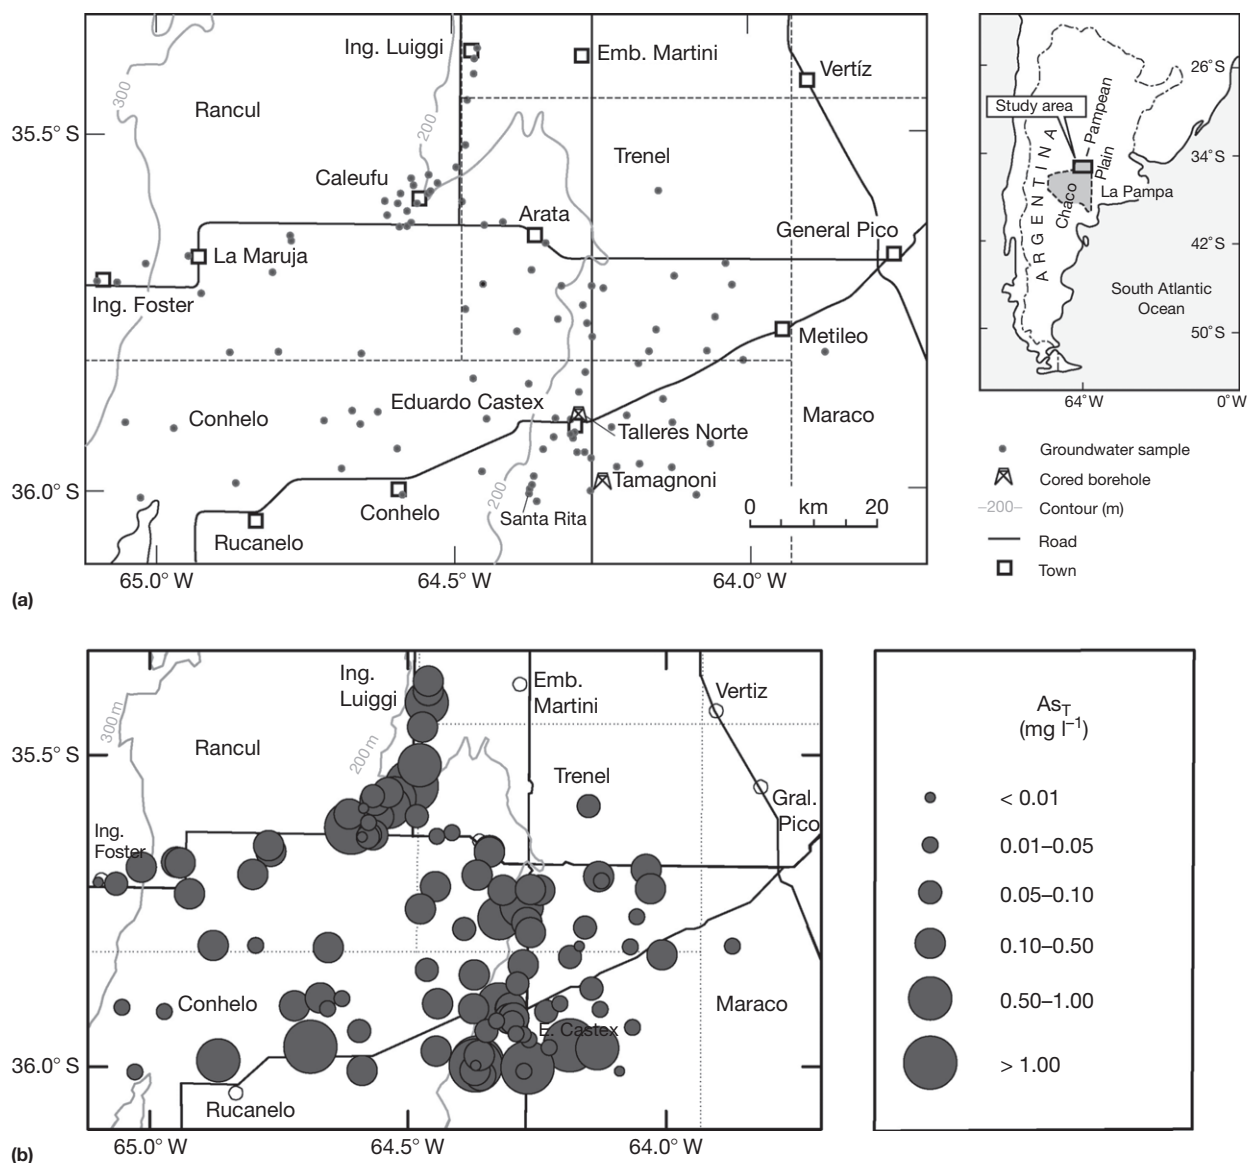 Ing. Luiggi
Emb. Martini
Vertíz
300
Rancul
200
35.5° S
Trenel
Caleufu
Arata
General Pico
La Maruja
Ing. Foster
Metileo
Eduardo Castex
Conhelo
Talleres Norte
Maraco
Tamagnoni
36.0° S
200
Santa Rita
0 km 20
Conhelo
Rucanelo
65.0° W
64.5° W
64.0° W
(a)
26°S
Study area
Pampean
Plain
34°S
ARGENTINA
Chaco
La Pampa
42°S
South Atlantic
Ocean
50°S
64°W
0°W
Groundwater sample
Cored borehole
–200– Contour (m)
Road
Town
Ing.
Luiggi
Emb.
Martini
Vertiz
300 m
Rancul
200 m
35.5° S
Trenel
Gral.
Pico
Ing.
Foster
Conhelo
Maraco
E. Castex
36.0° S
Rucanelo
65.0° W
64.5° W
64.0° W
(b)
AsT
(mg l–1)
< 0.01
0.01–0.05
0.05–0.10
0.10–0.50
0.50–1.00
> 1.00